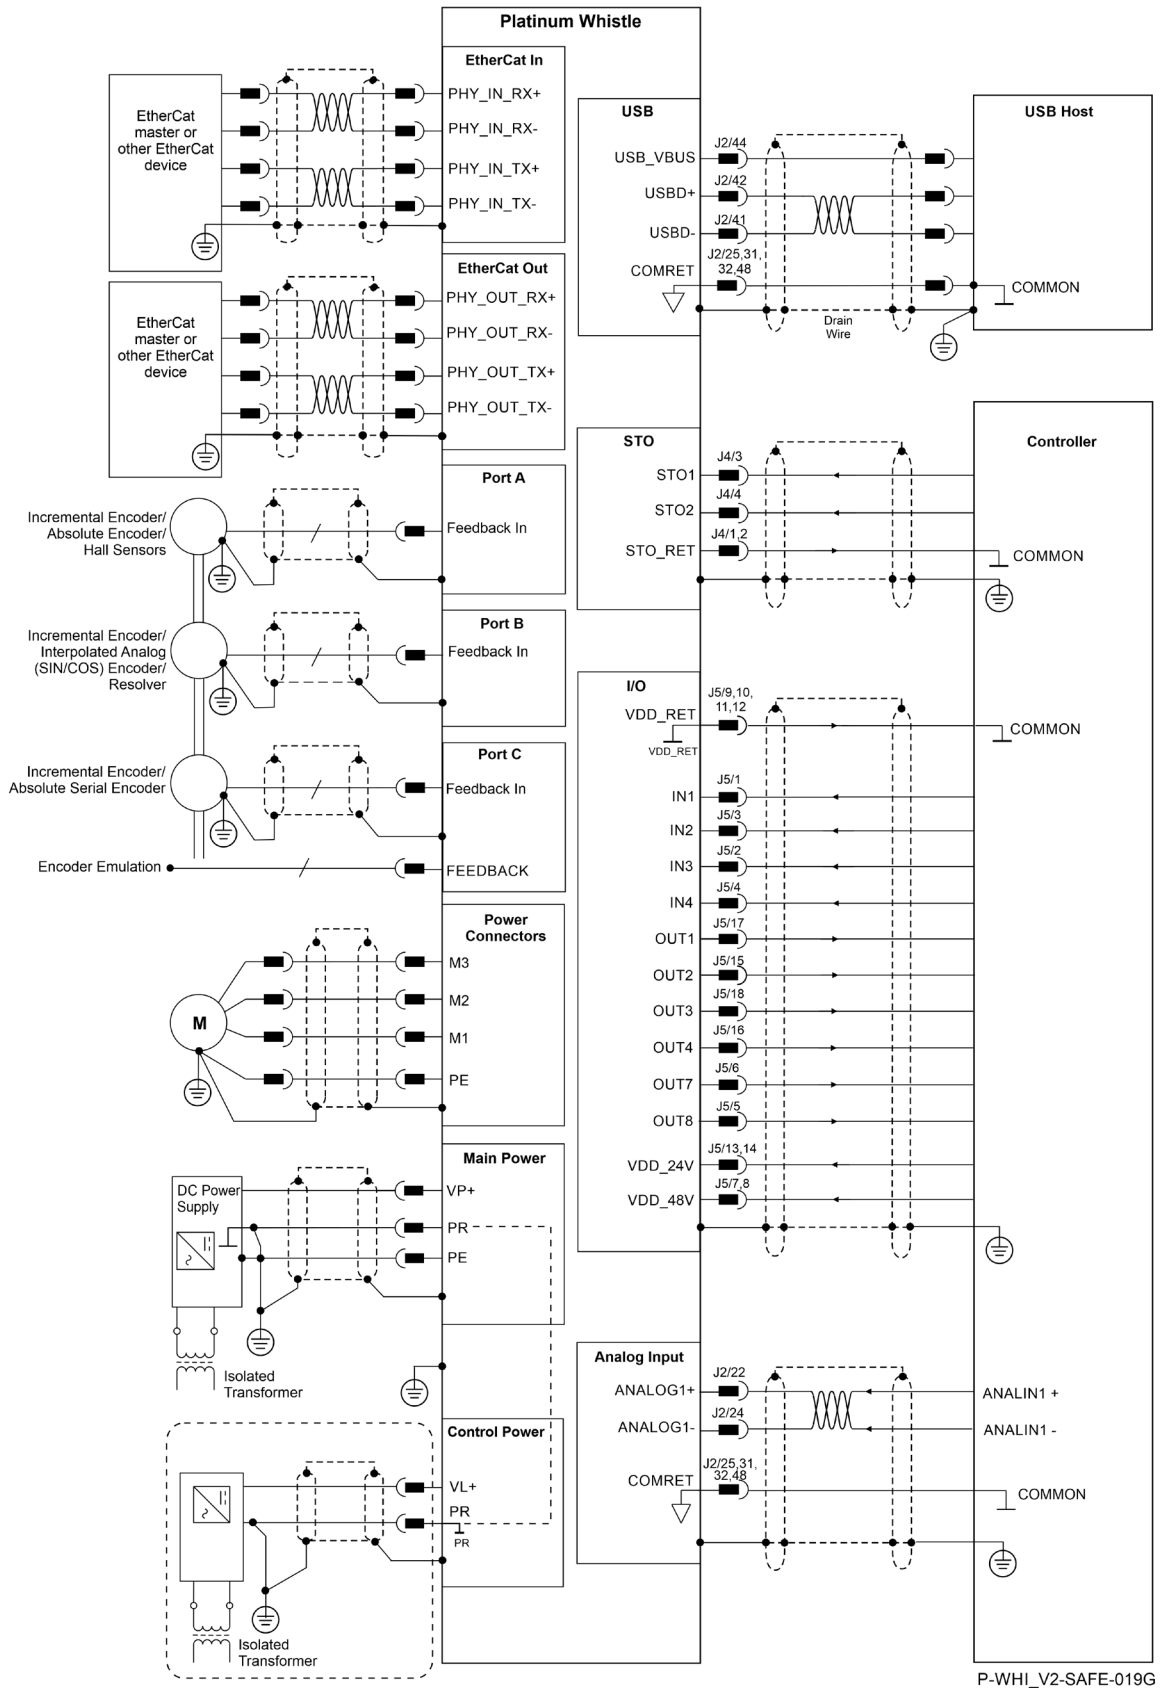 Platinum Whistle
EtherCat In
EtherCat
master or
other EtherCat
device
PHY_IN_RX+
PHY_IN_RX-
PHY_IN_TX+
PHY_IN_TX-
EtherCat Out
EtherCat
master or
other EtherCat
device
PHY_OUT_RX+
PHY_OUT_RX-
PHY_OUT_TX+
PHY_OUT_TX-
Port A
Incremental Encoder/
Absolute Encoder/
Hall Sensors
Feedback In
Port B
Incremental Encoder/
Interpolated Analog
(SIN/COS) Encoder/
Resolver
Feedback In
Port C
Incremental Encoder/
Absolute Serial Encoder
Feedback In
Encoder Emulation
FEEDBACK
Power
Connectors
M
M3
M2
M1
PE
Main Power
DC Power
Supply
VP+
PR
PE
Isolated
Transformer
Control Power
VL+
PR
PR
Isolated
Transformer
USB
USB Host
USB_VBUS
J2/44
USBD+
J2/42
USBD-
J2/41
COMRET
J2/25,31,
32,48
COMMON
Drain
Wire
STO
Controller
STO1
J4/3
STO2
J4/4
STO_RET
J4/1,2
COMMON
I/O
VDD_RET
J5/9,10,
11,12
VDD_RET
COMMON
IN1
J5/1
IN2
J5/3
IN3
J5/2
IN4
J5/4
OUT1
J5/17
OUT2
J5/15
OUT3
J5/18
OUT4
J5/16
OUT7
J5/6
OUT8
J5/5
VDD_24V
J5/13,14
VDD_48V
J5/7,8
Analog Input
ANALOG1+
J2/22
ANALIN1 +
ANALOG1-
J2/24
ANALIN1 -
COMRET
J2/25,31,
32,48
COMMON
P-WHI_V2-SAFE-019G